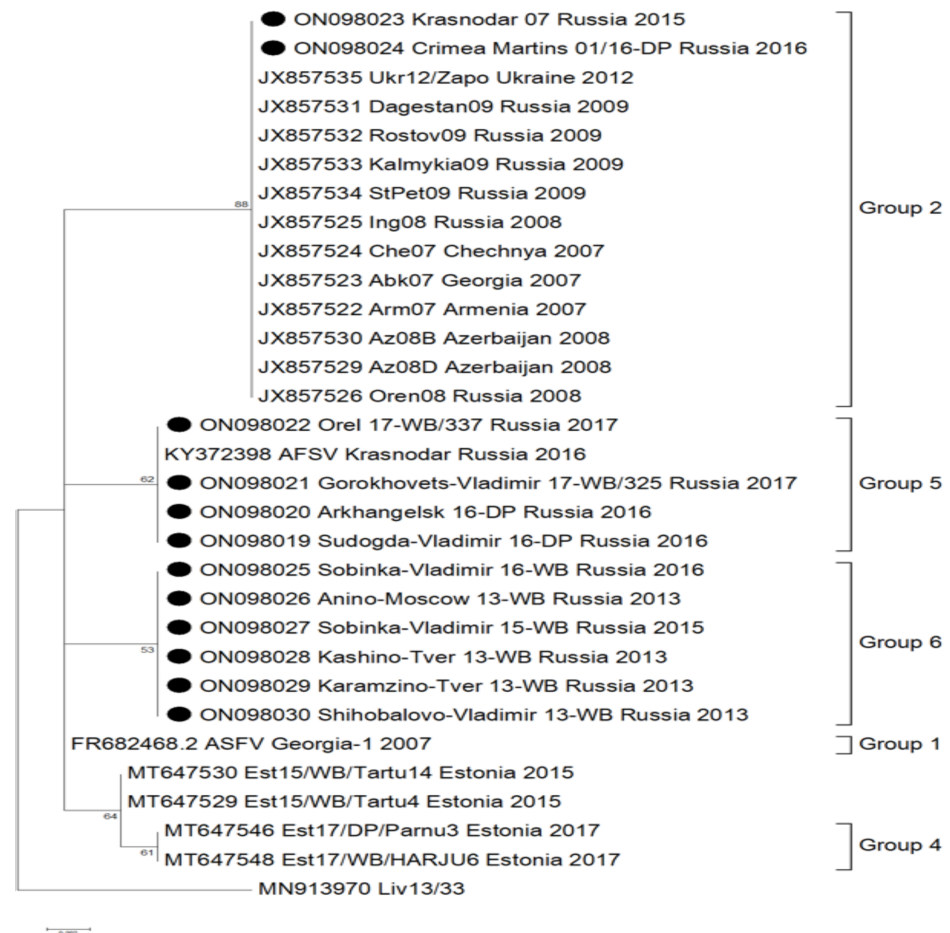 ON098023 Krasnodar 07 Russia 2015
ON098024 Crimea Martins 01/16-DP Russia 2016
JX857535 Ukr12/Zapo Ukraine 2012
JX857531 Dagestan09 Russia 2009
JX857532 Rostov09 Russia 2009
JX857533 Kalmykia09 Russia 2009
JX857534 StPet09 Russia 2009
88
JX857525 Ing08 Russia 2008
Group 2
JX857524 Che07 Chechnya 2007
JX857523 Abk07 Georgia 2007
JX857522 Arm07 Armenia 2007
JX857530 Az08B Azerbaijan 2008
JX857529 Az08D Azerbaijan 2008
JX857526 Oren08 Russia 2008
ON098022 Orel 17-WB/337 Russia 2017
KY372398 AFSV Krasnodar Russia 2016
62
ON098021 Gorokhovets-Vladimir 17-WB/325 Russia 2017
Group 5
ON098020 Arkhangelsk 16-DP Russia 2016
ON098019 Sudogda-Vladimir 16-DP Russia 2016
ON098025 Sobinka-Vladimir 16-WB Russia 2016
ON098026 Anino-Moscow 13-WB Russia 2013
ON098027 Sobinka-Vladimir 15-WB Russia 2015
Group 6
53
ON098028 Kashino-Tver 13-WB Russia 2013
ON098029 Karamzino-Tver 13-WB Russia 2013
ON098030 Shihobalovo-Vladimir 13-WB Russia 2013
FR682468.2 ASFV Georgia-1 2007
Group 1
MT647530 Est15/WB/Tartu14 Estonia 2015
MT647529 Est15/WB/Tartu4 Estonia 2015
64
MT647546 Est17/DP/Parnu3 Estonia 2017
Group 4
61
MT647548 Est17/WB/HARJU6 Estonia 2017
MN913970 Liv13/33